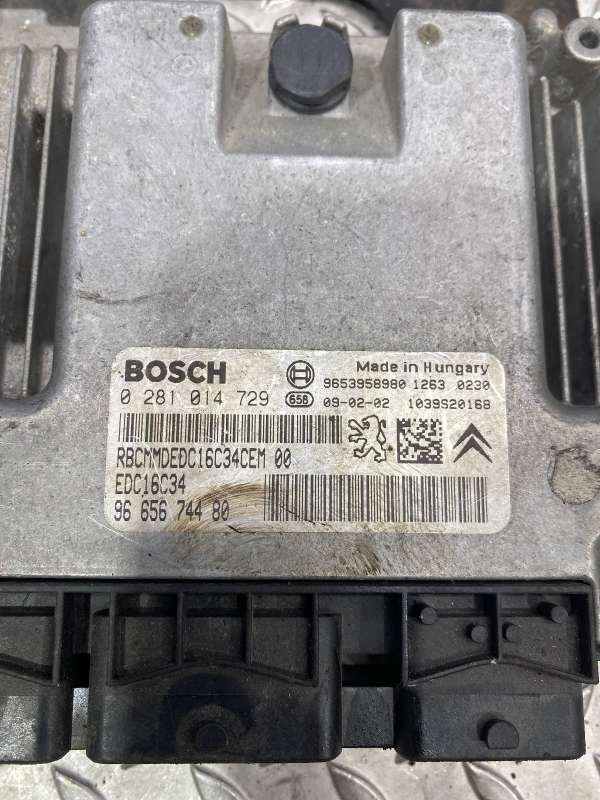 BOSCH
Made in Hungary
9653958980 1263 0230
0 281 014 729
658 09-02-02 1039S20168
RBCMMDEDC16C34CEM 00
EDC16C34
96 656 744 80